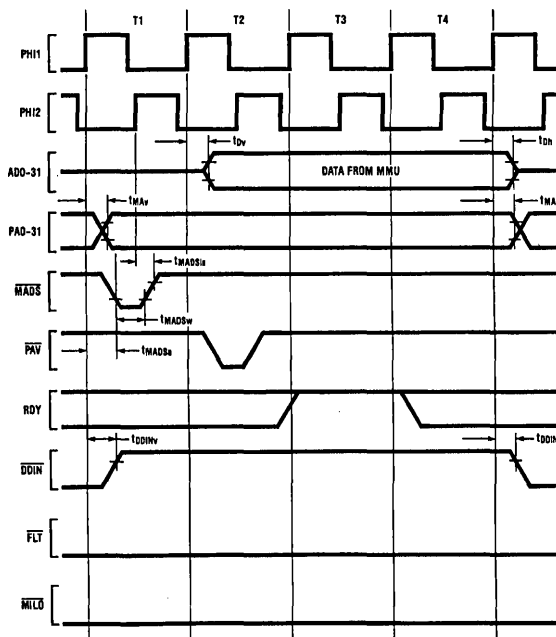 T1 T2 T3 T4
PHI1
PHI2
tDv tDh
AD0-31 DATA FROM MMU
tMAv tMA
PA0-31
tMADSia
MADS
tMADSw
PAV
tMADSa
RDY
tDDINv tDDIN
DDIN
FLT
MILO